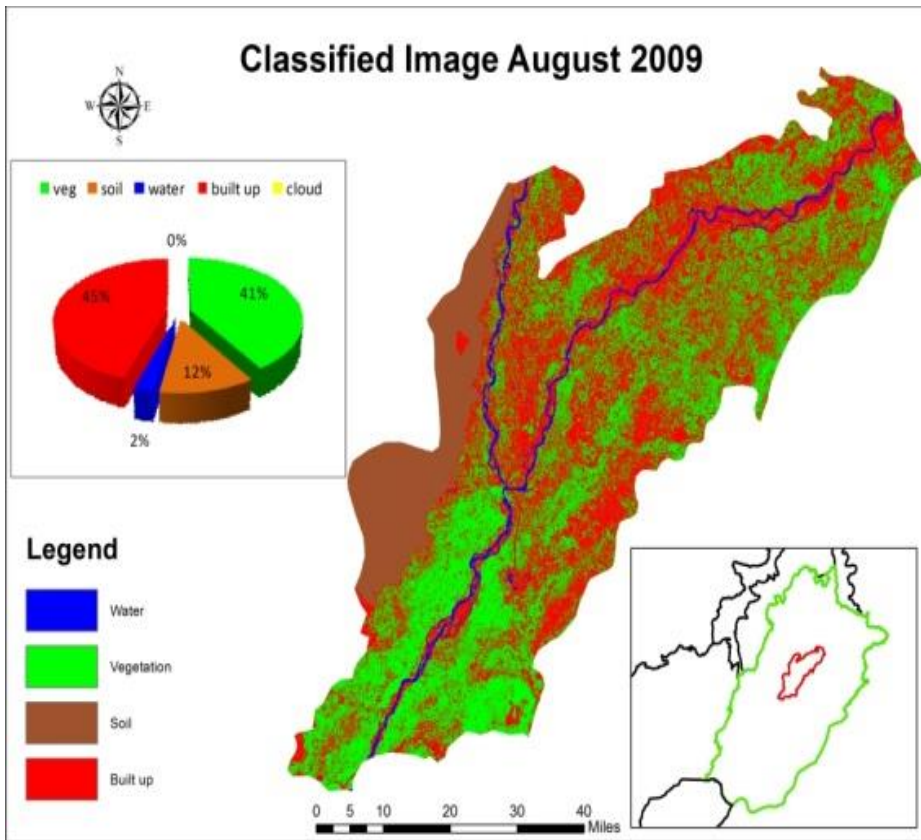 Classified Image August 2009
N
W E
S
veg soil water built up cloud
0%
45% 41%
12%
2%
Legend
Water
Vegetation
Soil
Built up
0 5 10 20 30 40
Miles